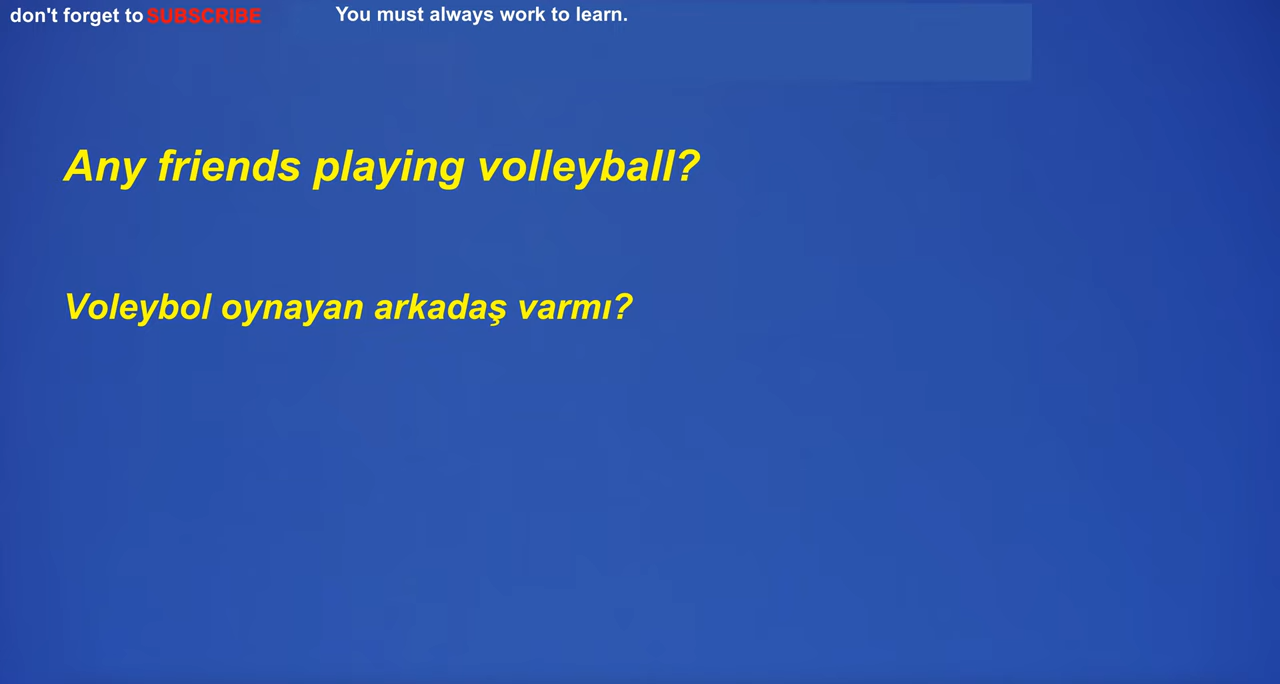 don't forget to SUBSCRIBE
You must always work to learn.
Any friends playing volleyball?
Voleybol oynayan arkadaş varmı?